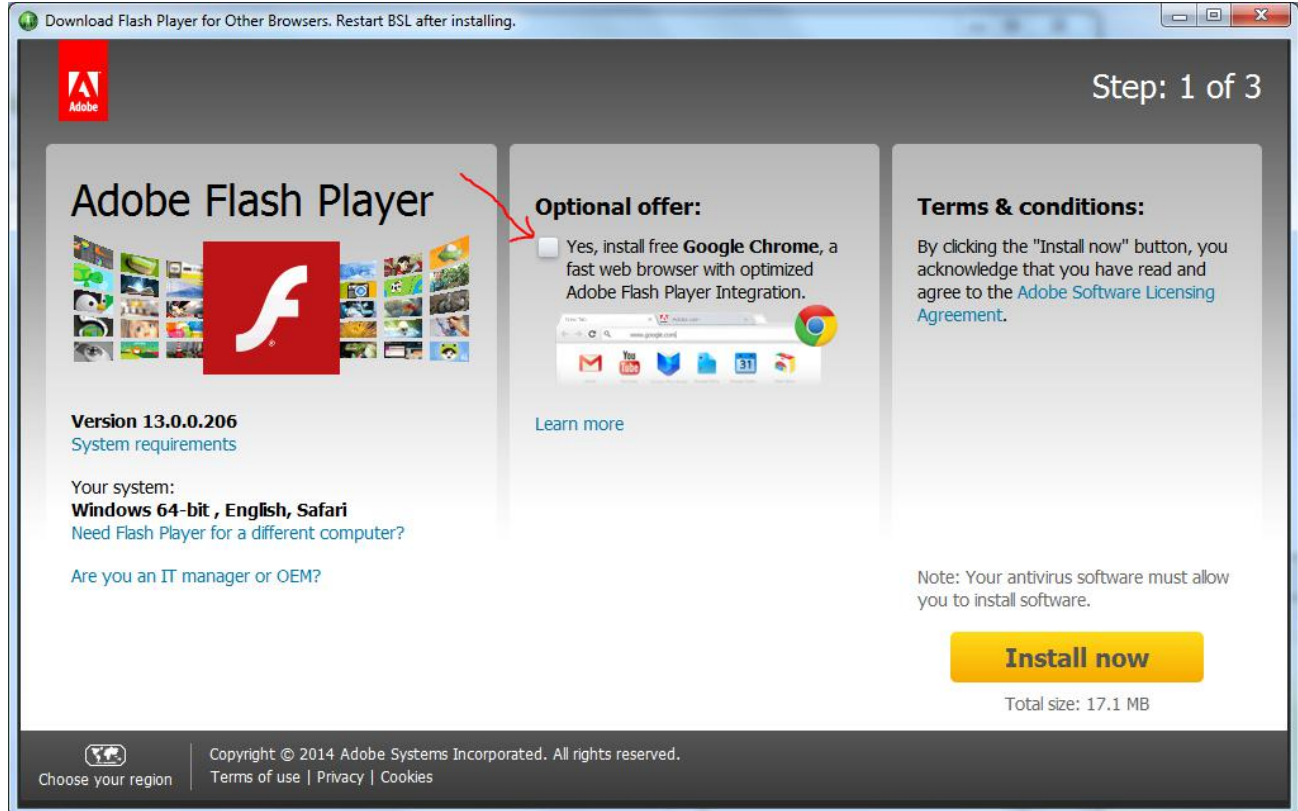 Download Flash Player for Other Browsers. Restart BSL after installing.
Adobe
Step: 1 of 3
Adobe Flash Player
Version 13.0.0.206
System requirements
Your system:
Windows 64-bit , English, Safari
Need Flash Player for a different computer?
Are you an IT manager or OEM?
Optional offer:
Yes, install free Google Chrome, a
fast web browser with optimized
Adobe Flash Player Integration.
www.google.com
You
Tube
31
Learn more
Terms & conditions:
By clicking the "Install now" button, you
acknowledge that you have read and
agree to the Adobe Software Licensing
Agreement.
Note: Your antivirus software must allow
you to install software.
Install now
Total size: 17.1 MB
Choose your region
Copyright © 2014 Adobe Systems Incorporated. All rights reserved.
Terms of use | Privacy | Cookies